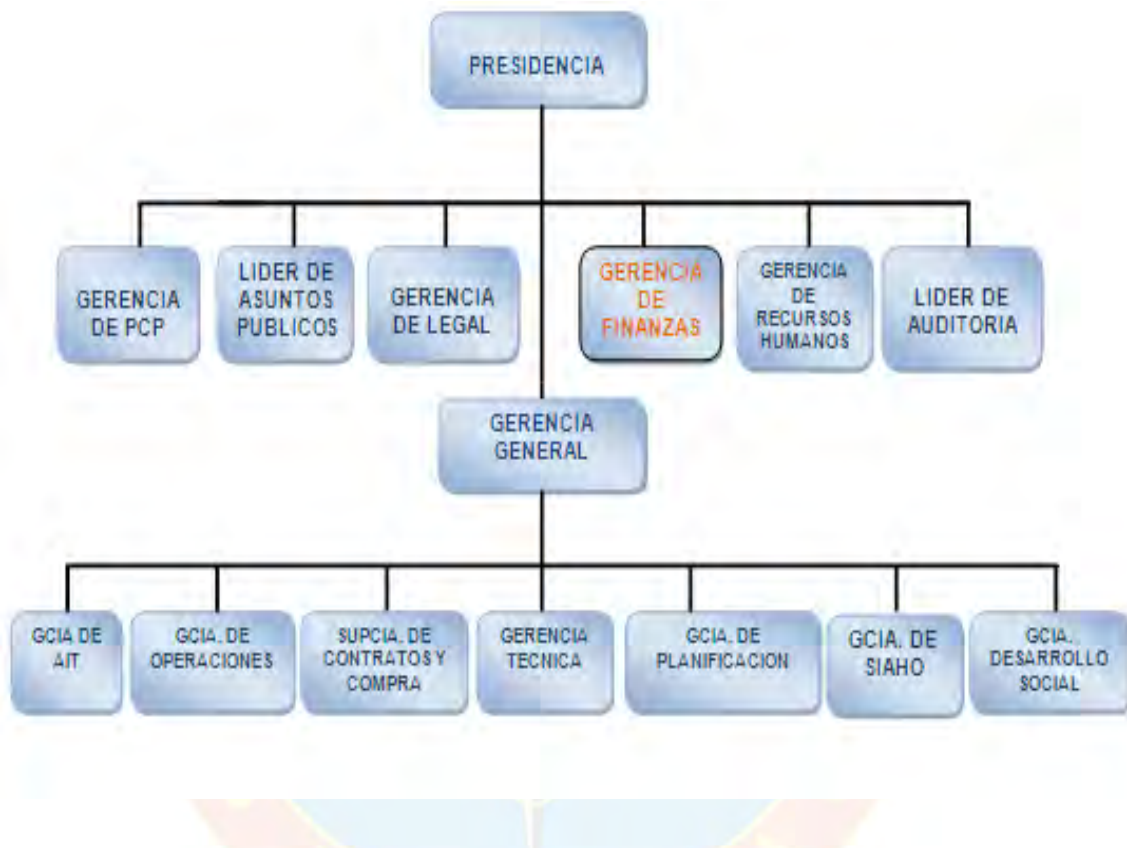 PRESIDENCIA
GERENCIA
DE PCP
LIDER DE
ASUNTOS
PUBLICOS
GERENCIA
DE LEGAL
GERENCIA
DE
FINANZAS
GERENCIA
DE
RECURSOS
HUMANOS
LIDER DE
AUDITORIA
GERENCIA
GENERAL
GCIA DE
AIT
GCIA. DE
OPERACIONES
SUPCIA. DE
CONTRATOS Y
COMPRA
GERENCIA
TECNICA
GCIA. DE
PLANIFICACION
GCIA. DE
SIAHO
GCIA.
DESARROLLO
SOCIAL